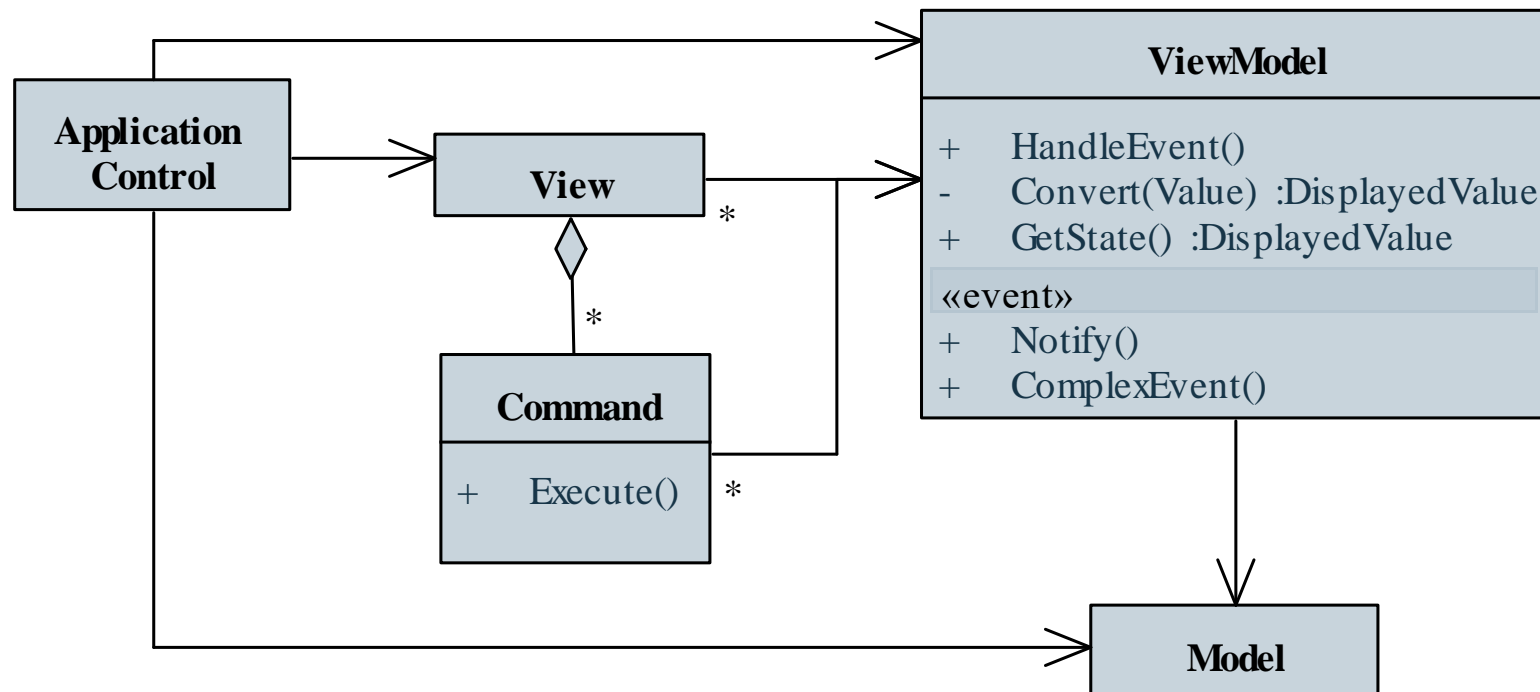 Application
Control
View
*
*
Command
+ Execute()
*
ViewModel
+ HandleEvent()
- Convert(Value) :DisplayedValue
+ GetState() :DisplayedValue
«event»
+ Notify()
+ ComplexEvent()
Model